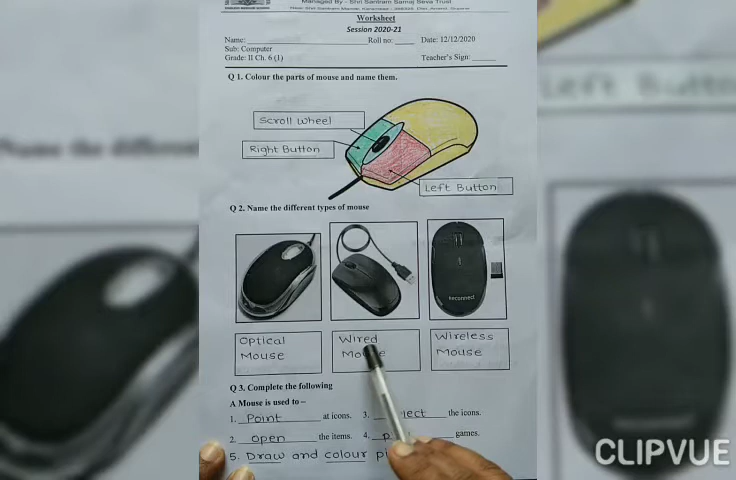 Managed By - Shri Santram Samaj Seva Trust
Worksheet
Session 2020-21
Name: Roll no: Date: 12/12/2020
Sub: Computer
Grade: II Ch. 6 (1) Teacher's Sign:
Q 1. Colour the parts of mouse and name them.
Scroll Wheel
Right Button
Left Button
Q 2. Name the different types of mouse
Reconnect
Optical Mouse
Wired
Wireless Mouse
Q 3. Complete the following
A Mouse is used to –
1. Point at icons. 3. lect the icons.
2. open the items. 4. p games.
5. Draw and colour pi
CLIPVUE